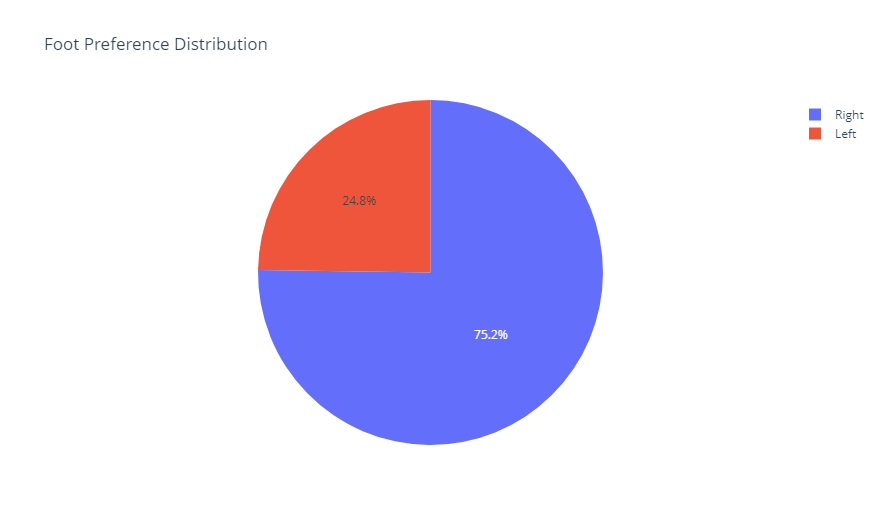 Foot Preference Distribution
Right
Left
24.8%
75.2%